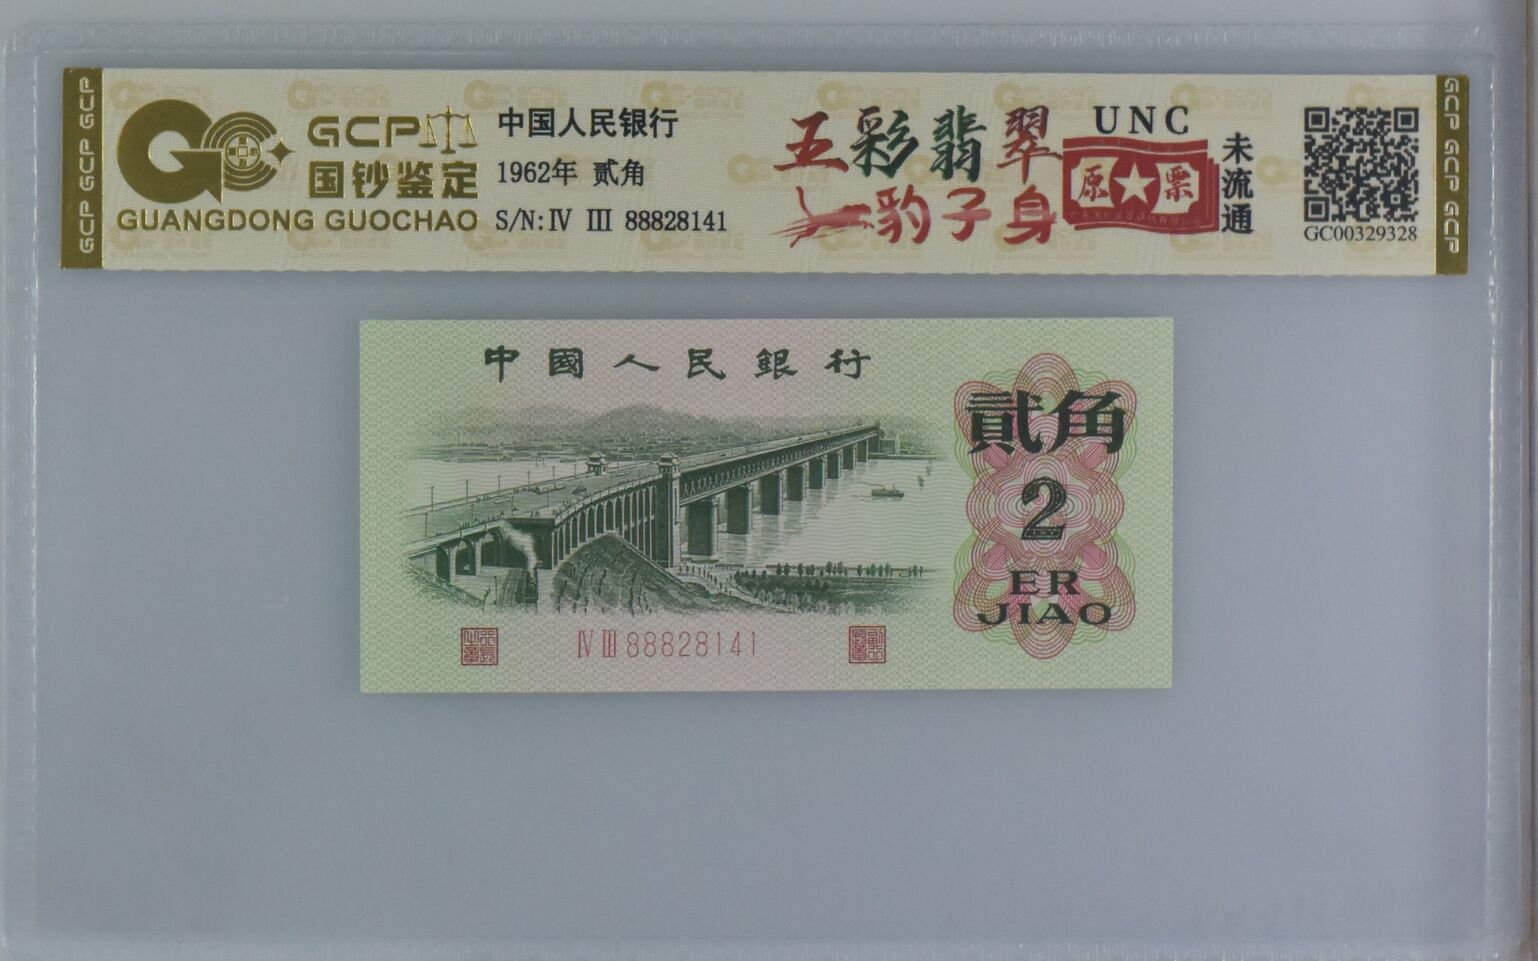 GCP GCP GCP
GCP
国钞鉴定
GUANGDONG GUOCHAO
中国人民银行
1962年 贰角
S/N:Ⅳ Ⅲ 88828141
五彩翡翠
豹子身
UNC
原★票
未流通
GC00329328
GCP GCP GCP
中國人民銀行
貳角
2
ER
JIAO
Ⅳ Ⅲ 88828141